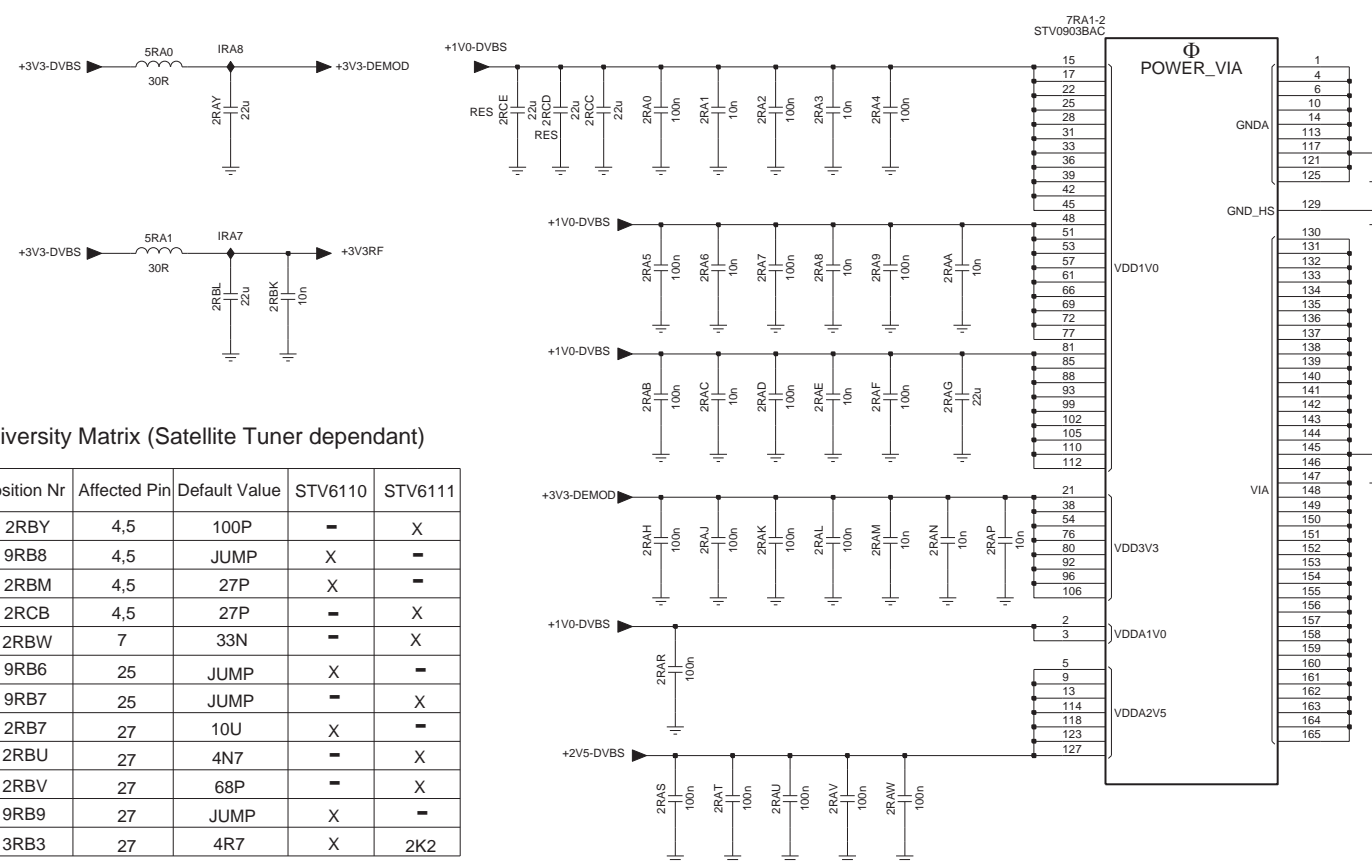 7RA1-2
STV0903BAC
Φ
POWER_VIA
+3V3-DVBS
5RA0
30R
IRA8
+3V3-DEMOD
2RAY
22u
+3V3-DVBS
5RA1
30R
IRA7
+3V3RF
2RBL
22u
2RBK
10n
+1V0-DVBS
RES
2RCE
22u
2RCD
22u
RES
2RCC
22u
2RA0
100n
2RA1
10n
2RA2
100n
2RA3
10n
2RA4
100n
+1V0-DVBS
2RA5
100n
2RA6
10n
2RA7
100n
2RA8
10n
2RA9
100n
2RAA
10n
+1V0-DVBS
2RAB
100n
2RAC
10n
2RAD
100n
2RAE
10n
2RAF
100n
2RAG
22u
+3V3-DEMOD
2RAH
100n
2RAJ
100n
2RAK
100n
2RAL
100n
2RAM
10n
2RAN
10n
2RAP
10n
+1V0-DVBS
2RAR
100n
+2V5-DVBS
2RAS
100n
2RAT
100n
2RAU
100n
2RAV
100n
2RAW
100n
15
17
22
25
28
31
33
36
39
42
45
48
51
53
57
61
66
69
72
77
81
85
88
93
99
102
105
110
112
VDD1V0
21
38
54
76
80
92
96
106
VDD3V3
2
3
VDDA1V0
5
9
13
114
118
123
127
VDDA2V5
GNDA
1
4
6
10
14
113
117
121
125
GND_HS
129
VIA
130
131
132
133
134
135
136
137
138
139
140
141
142
143
144
145
146
147
148
149
150
151
152
153
154
155
156
157
158
159
160
161
162
163
164
165
iversity Matrix (Satellite Tuner dependant)
sition Nr Affected Pin Default Value STV6110 STV6111
2RBY 4,5 100P - X
9RB8 4,5 JUMP X -
2RBM 4,5 27P X -
2RCB 4,5 27P - X
2RBW 7 33N - X
9RB6 25 JUMP X -
9RB7 25 JUMP - X
2RB7 27 10U X -
2RBU 27 4N7 - X
2RBV 27 68P - X
9RB9 27 JUMP X -
3RB3 27 4R7 X 2K2